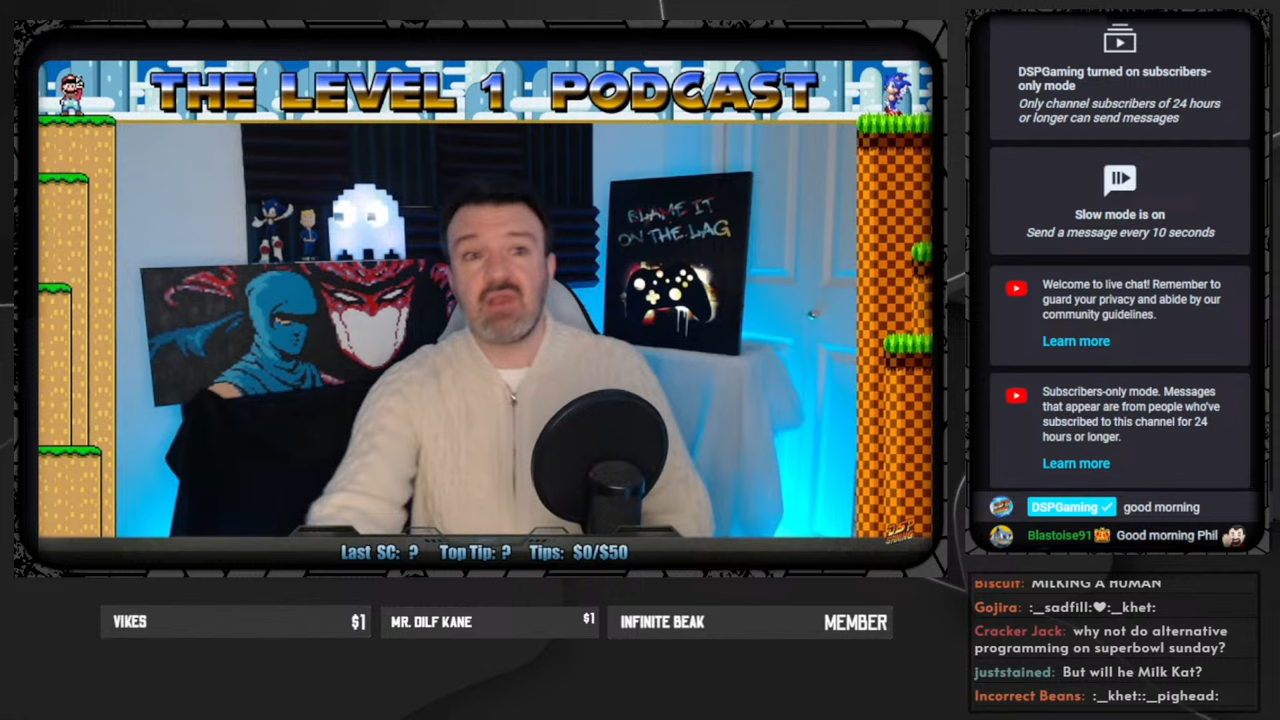 THE LEVEL 1 PODCAST
BLAME IT
ON THE LAG
DSP
GAMING
Last SC: ? Top Tip: ? Tips: $0/$50
VIKES $1
MR. DILF KANE $1
INFINITE BEAK MEMBER
DSPGaming turned on subscribers-
only mode
Only channel subscribers of 24 hours
or longer can send messages
Slow mode is on
Send a message every 10 seconds
Welcome to live chat! Remember to
guard your privacy and abide by our
community guidelines.
Learn more
Subscribers-only mode. Messages
that appear are from people who've
subscribed to this channel for 24
hours or longer.
Learn more
DSPGaming good morning
Blastoise91 Good morning Phil
Biscuit: MILKING A HUMAN
Gojira: :_sadfill:♥:_khet:
Cracker Jack: why not do alternative
programming on superbowl sunday?
juststained: But will he Milk Kat?
Incorrect Beans: :_khet::_pighead: